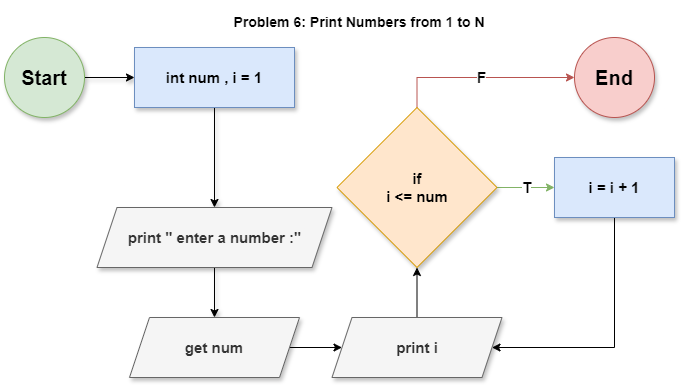 Problem 6: Print Numbers from 1 to N
Start
int num , i = 1
F
End
if
i <= num
T
i = i + 1
print " enter a number :"
get num
print i